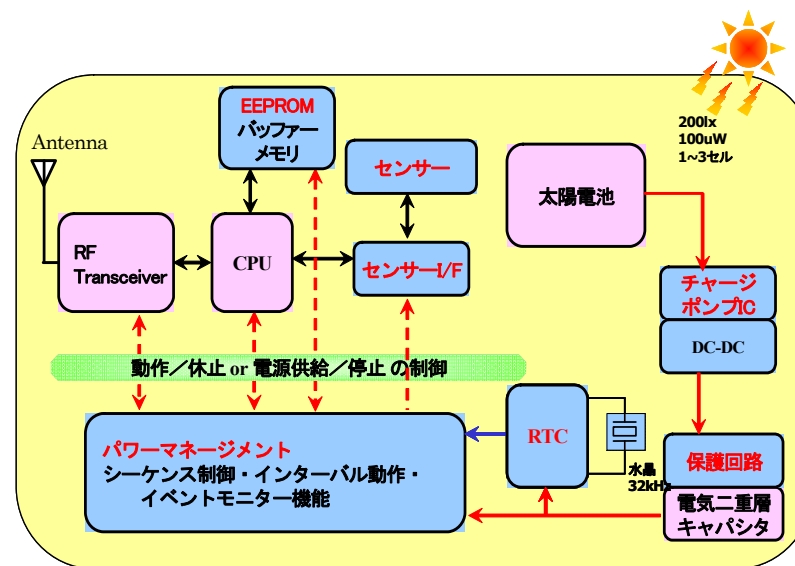 200lx
100uW
1~3セル
Antenna
EEPROM
バッファー
メモリ
センサー
太陽電池
RF
Transceiver
CPU
センサーI/F
チャージ
ポンプIC
DC-DC
動作／休止 or 電源供給／停止 の制御
パワーマネージメント
シーケンス制御・インターバル動作・
イベントモニター機能
RTC
水晶
32kHz
保護回路
電気二重層
キャパシタ